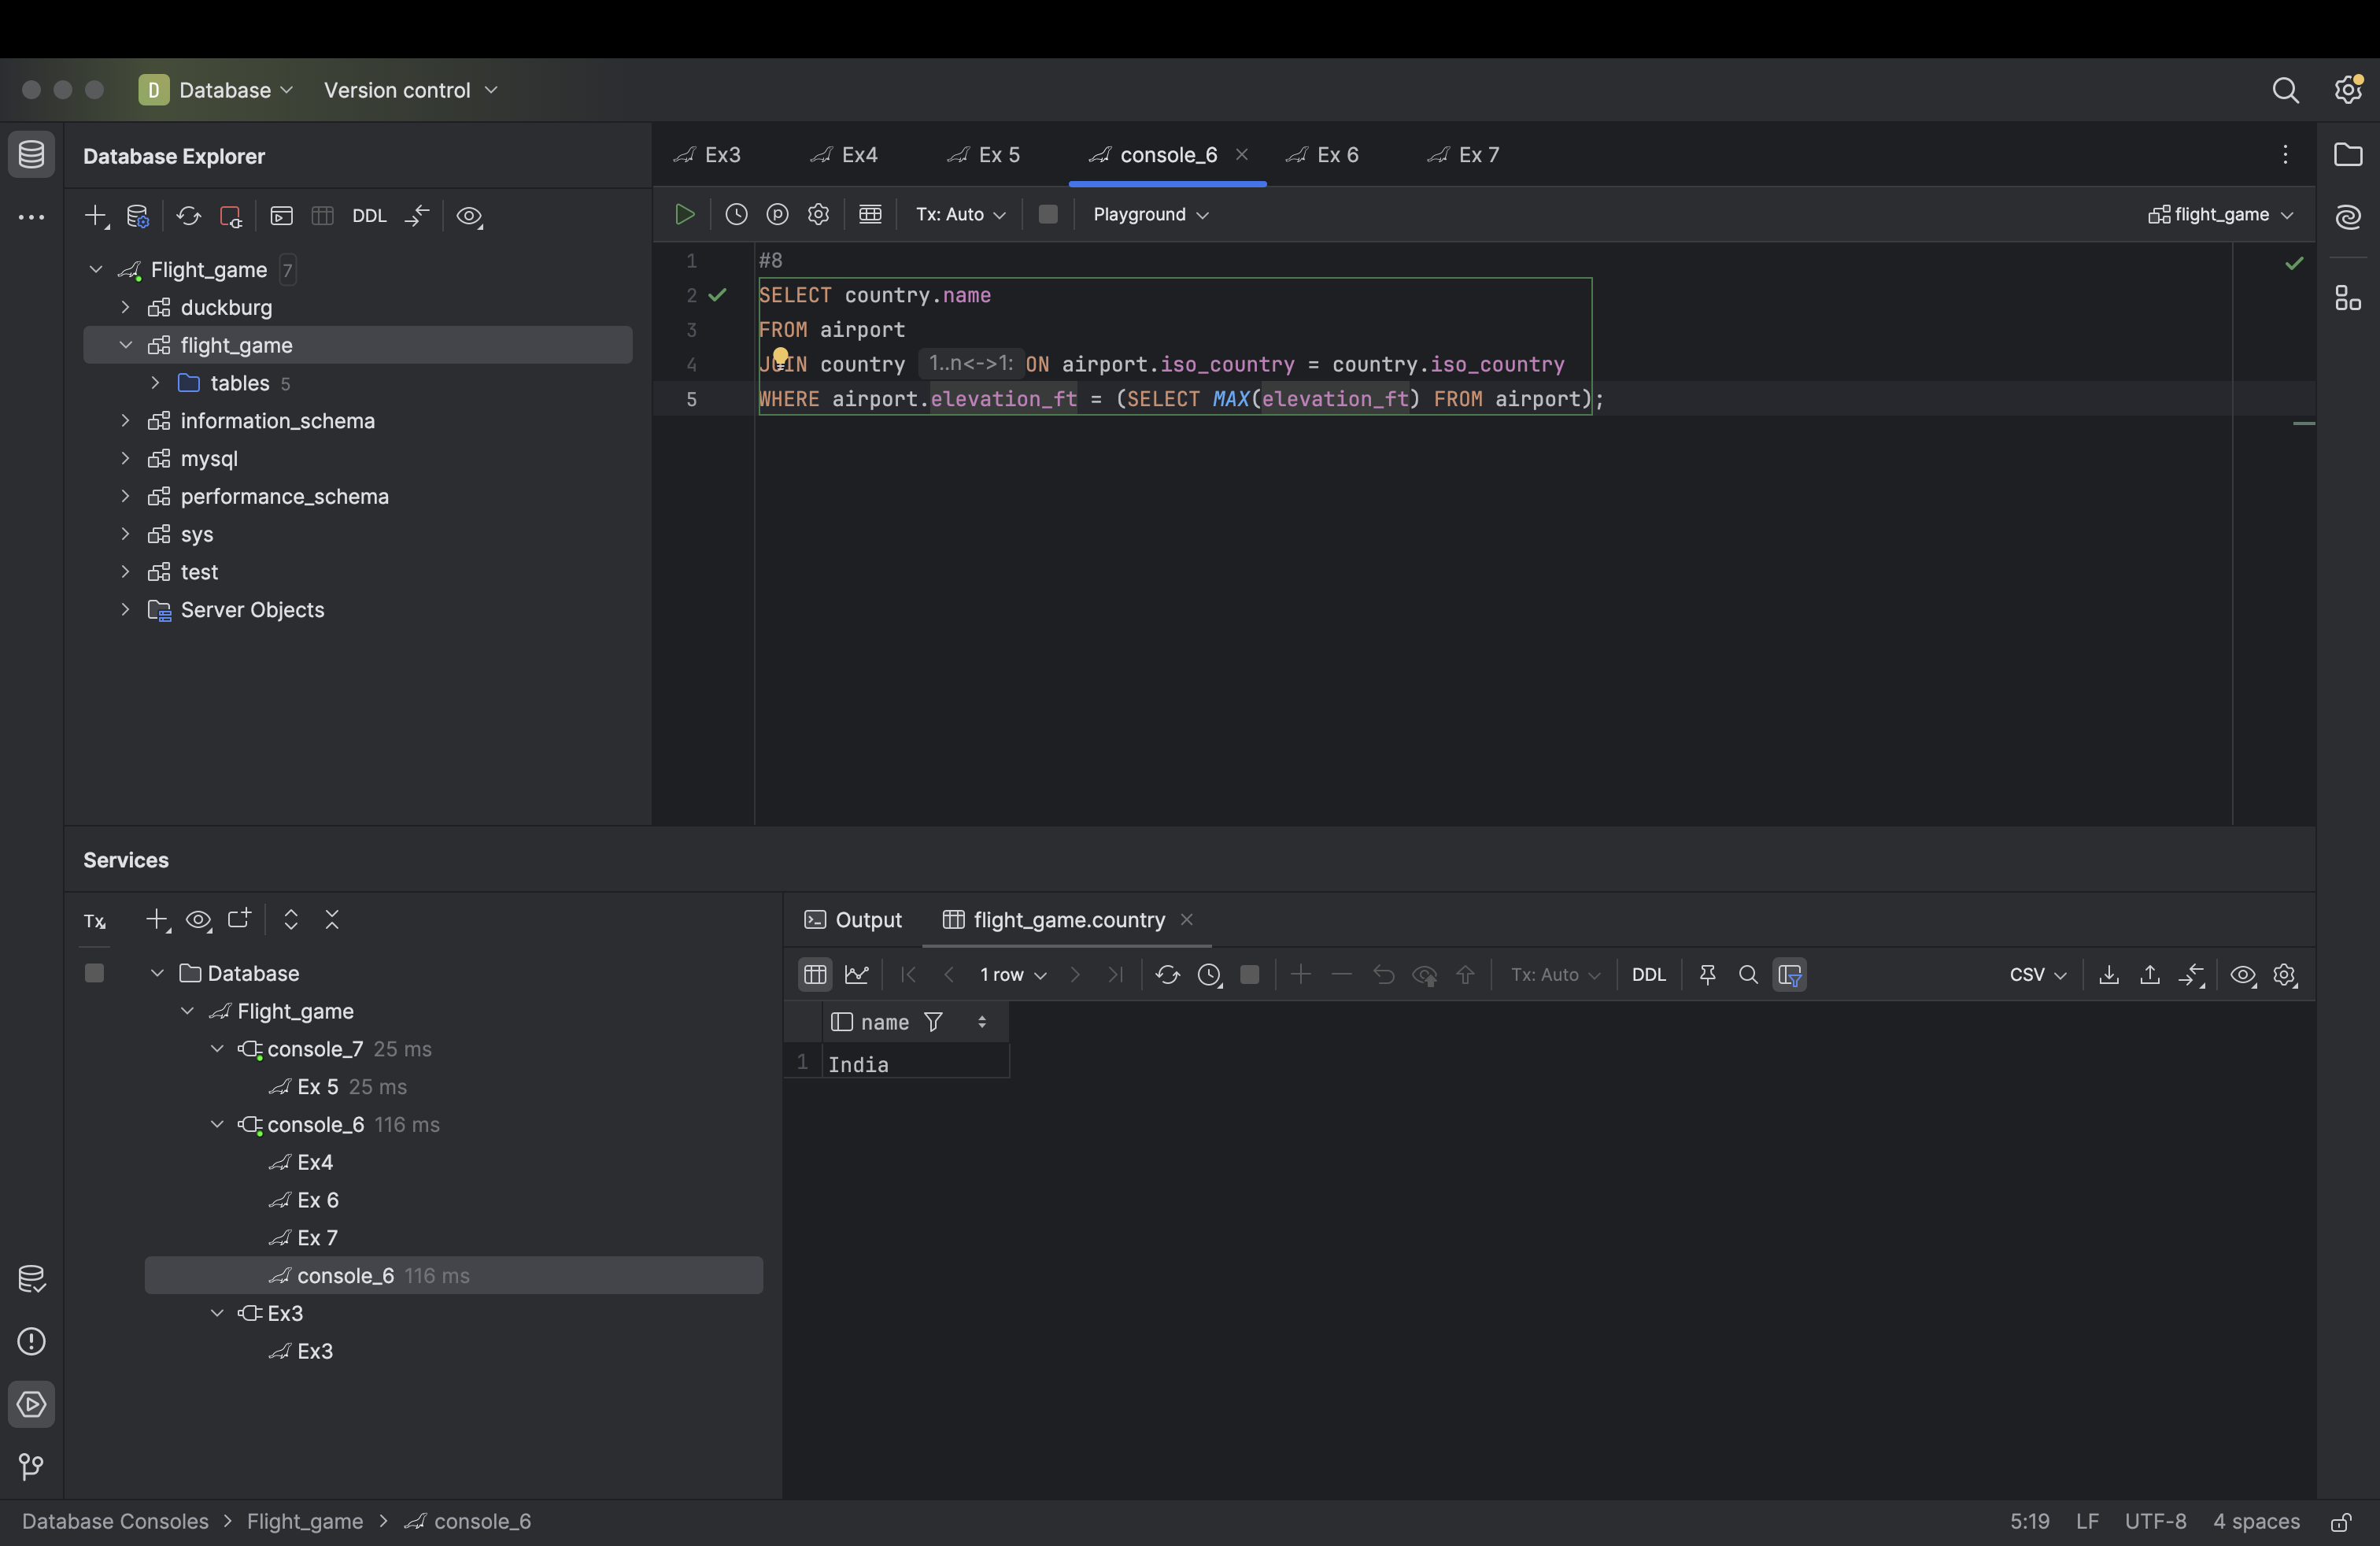 D Database Version control
Database Explorer
DDL
Flight_game 7
duckburg
flight_game
tables 5
information_schema
mysql
performance_schema
sys
test
Server Objects
Ex3 Ex4 Ex 5 console_6 Ex 6 Ex 7
Tx: Auto Playground flight_game
1 #8
2 SELECT country.name
3 FROM airport
4 JOIN country 1..n<->1: ON airport.iso_country = country.iso_country
5 WHERE airport.elevation_ft = (SELECT MAX(elevation_ft) FROM airport);
Services
Tx
Database
Flight_game
console_7 25 ms
Ex 5 25 ms
console_6 116 ms
Ex4
Ex 6
Ex 7
console_6 116 ms
Ex3
Ex3
Output flight_game.country
1 row Tx: Auto DDL CSV
name
1 India
Database Consoles > Flight_game > console_6
5:19 LF UTF-8 4 spaces